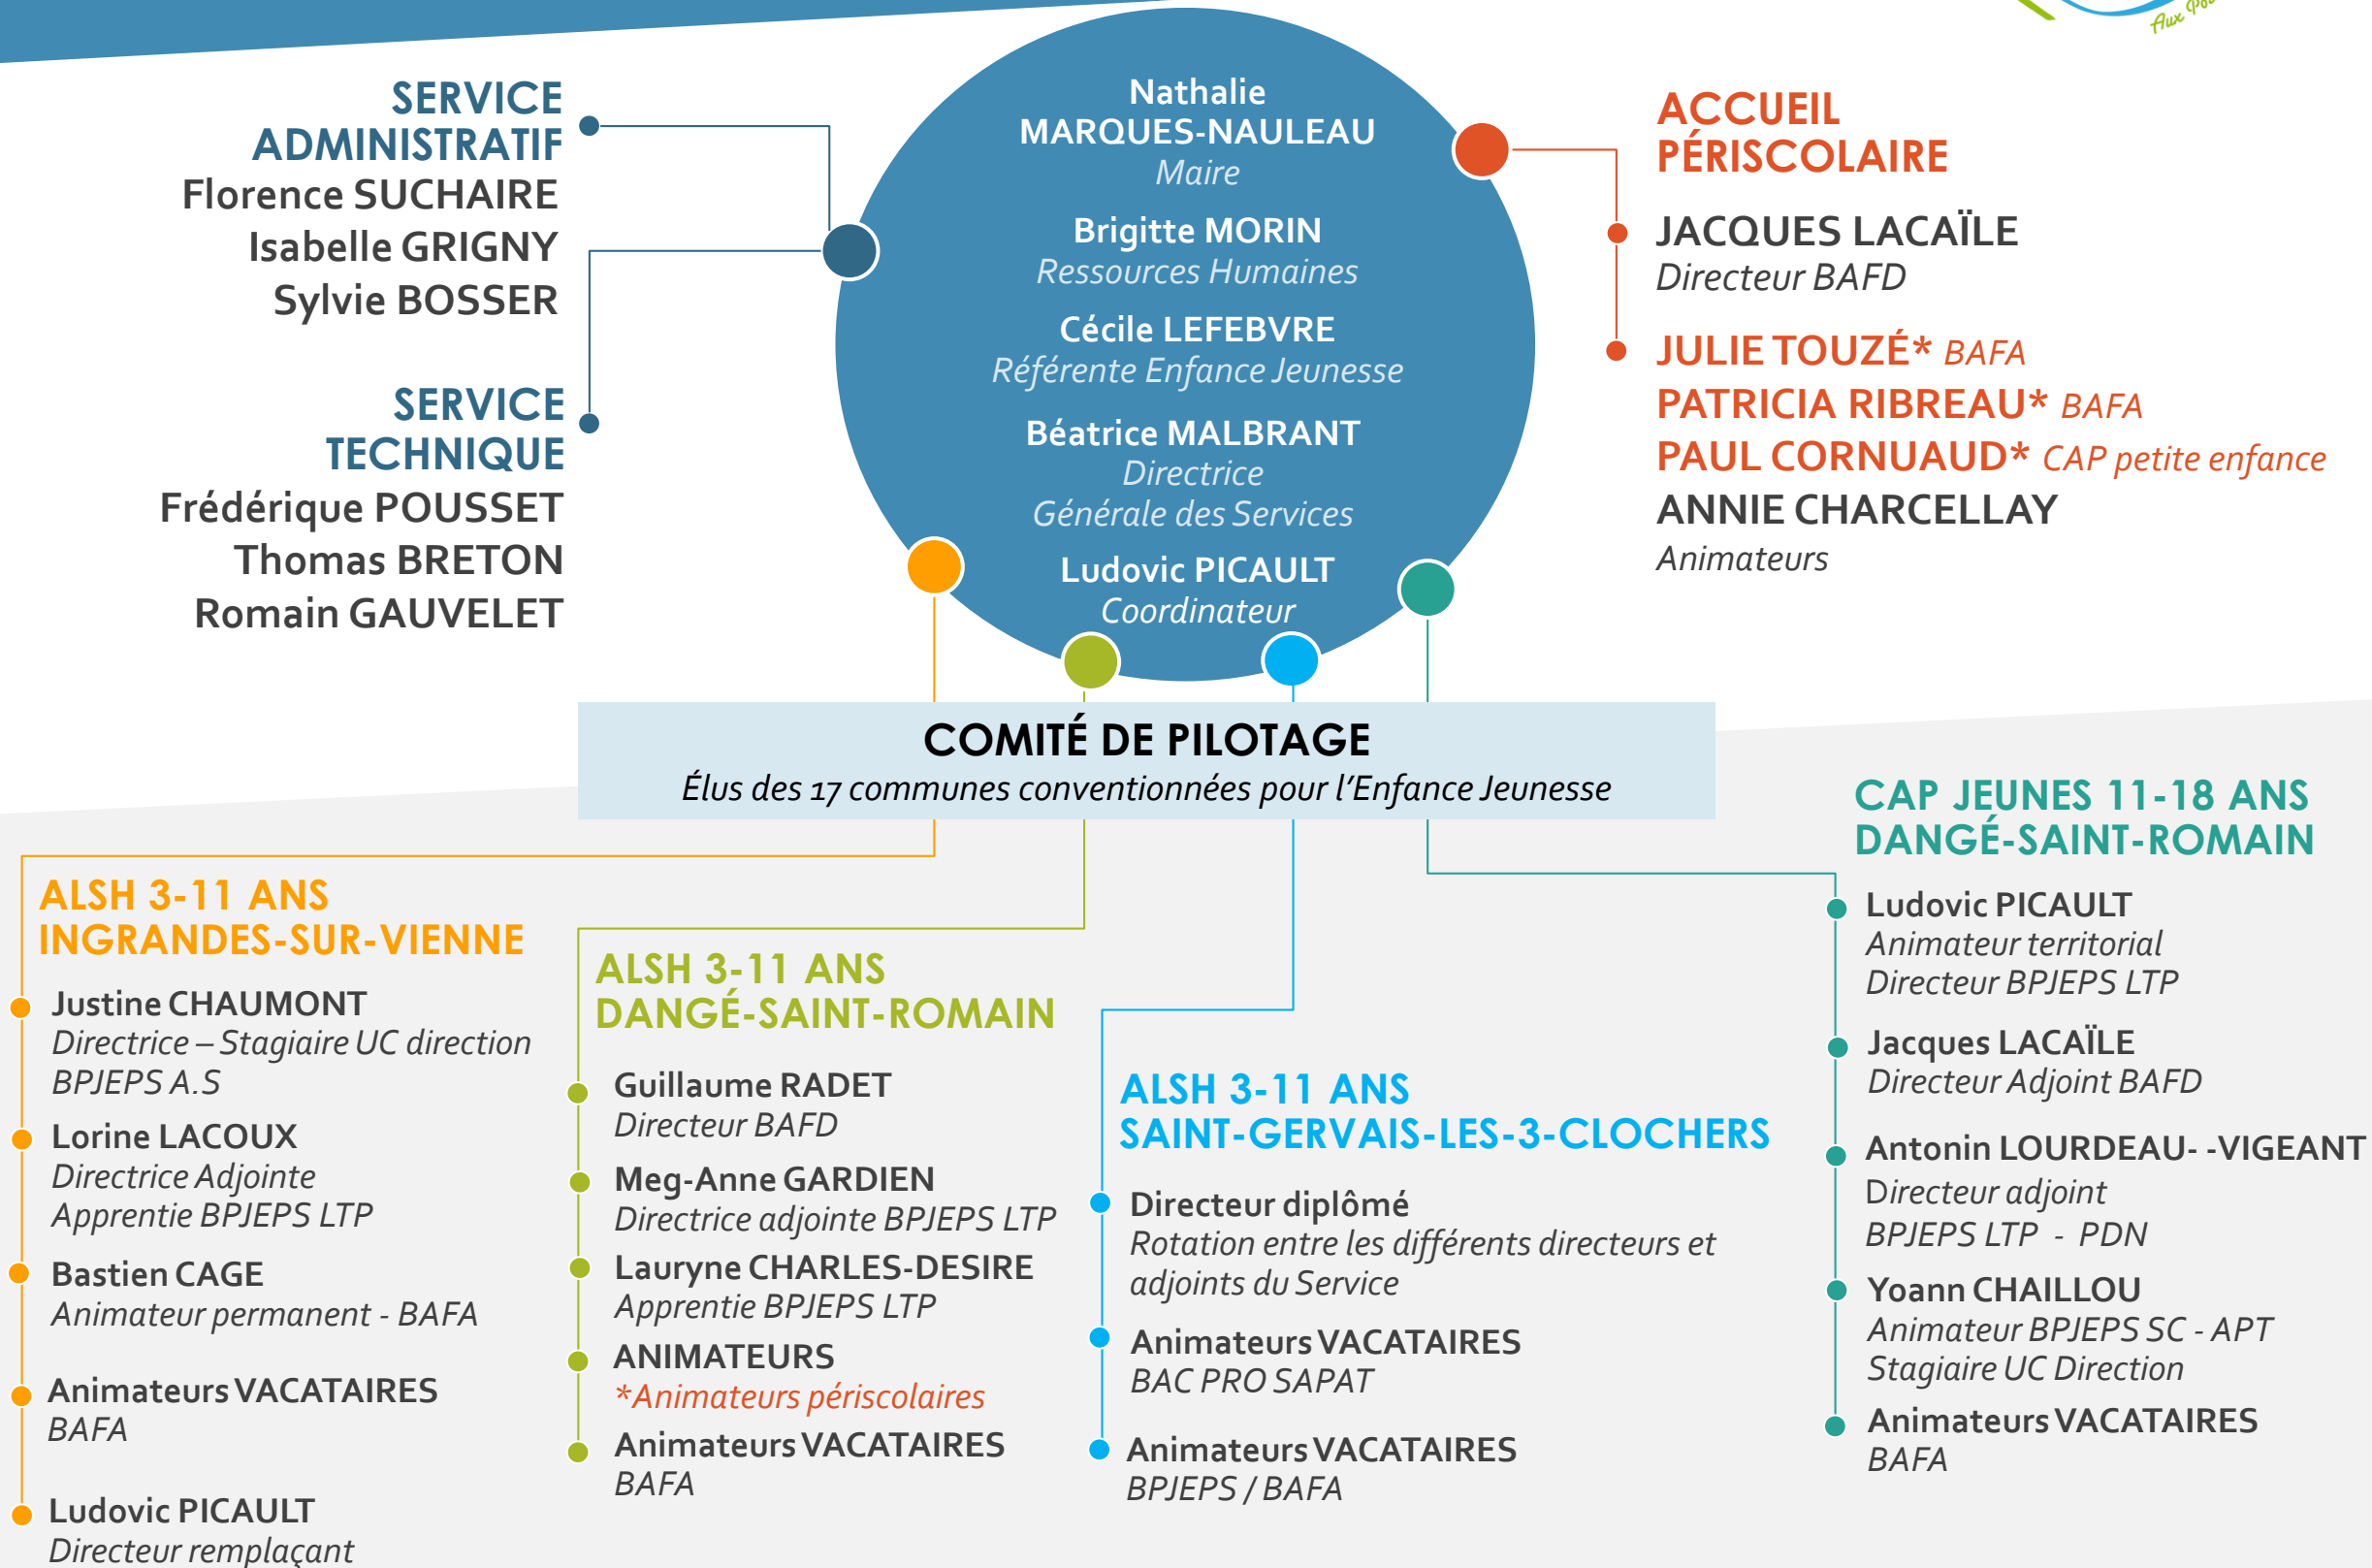 Aux
SERVICE
ADMINISTRATIF
Florence SUCHAIRE
Isabelle GRIGNY
Sylvie BOSSER
SERVICE
TECHNIQUE
Frédérique POUSSET
Thomas BRETON
Romain GAUVELET
Nathalie
MARQUES-NAULEAU
Maire
Brigitte MORIN
Ressources Humaines
Cécile LEFEBVRE
Référente Enfance Jeunesse
Béatrice MALBRANT
Directrice
Générale des Services
Ludovic PICAULT
Coordinateur
ACCUEIL
PÉRISCOLAIRE
JACQUES LACAÏLE
Directeur BAFD
JULIE TOUZÉ* BAFA
PATRICIA RIBREAU* BAFA
PAUL CORNUAUD* CAP petite enfance
ANNIE CHARCELLAY
Animateurs
COMITÉ DE PILOTAGE
Élus des 17 communes conventionnées pour l'Enfance Jeunesse
ALSH 3-11 ANS
INGRANDES-SUR-VIENNE
Justine CHAUMONT
Directrice – Stagiaire UC direction
BPJEPS A.S
Lorine LACOUX
Directrice Adjointe
Apprentie BPJEPS LTP
Bastien CAGE
Animateur permanent - BAFA
Animateurs VACATAIRES
BAFA
Ludovic PICAULT
Directeur remplaçant
ALSH 3-11 ANS
DANGÉ-SAINT-ROMAIN
Guillaume RADET
Directeur BAFD
Meg-Anne GARDIEN
Directrice adjointe BPJEPS LTP
Lauryne CHARLES-DESIRE
Apprentie BPJEPS LTP
ANIMATEURS
*Animateurs périscolaires
Animateurs VACATAIRES
BAFA
ALSH 3-11 ANS
SAINT-GERVAIS-LES-3-CLOCHERS
Directeur diplômé
Rotation entre les différents directeurs et
adjoints du Service
Animateurs VACATAIRES
BAC PRO SAPAT
Animateurs VACATAIRES
BPJEPS / BAFA
CAP JEUNES 11-18 ANS
DANGÉ-SAINT-ROMAIN
Ludovic PICAULT
Animateur territorial
Directeur BPJEPS LTP
Jacques LACAÏLE
Directeur Adjoint BAFD
Antonin LOURDEAU- -VIGEANT
Directeur adjoint
BPJEPS LTP - PDN
Yoann CHAILLOU
Animateur BPJEPS SC - APT
Stagiaire UC Direction
Animateurs VACATAIRES
BAFA